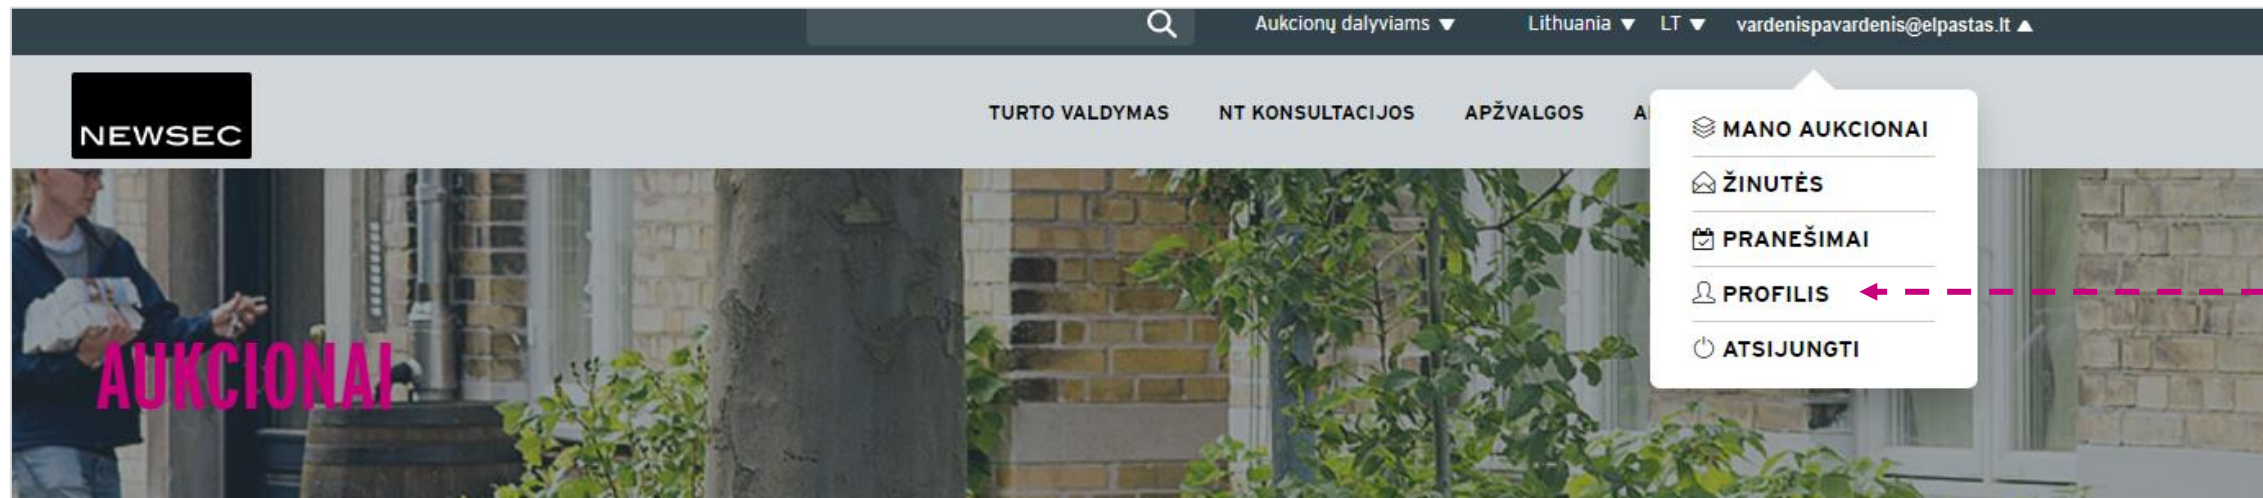 Aukcionų dalyviams ▼ Lithuania ▼ LT ▼ vardenispavardenis@elpastas.lt ▲
NEWSEC
TURTO VALDYMAS NT KONSULTACIJOS APŽVALGOS
MANO AUKCIONAI
ŽINUTĖS
PRANEŠIMAI
PROFILIS
ATSIJUNGTI
AUKCIONAI